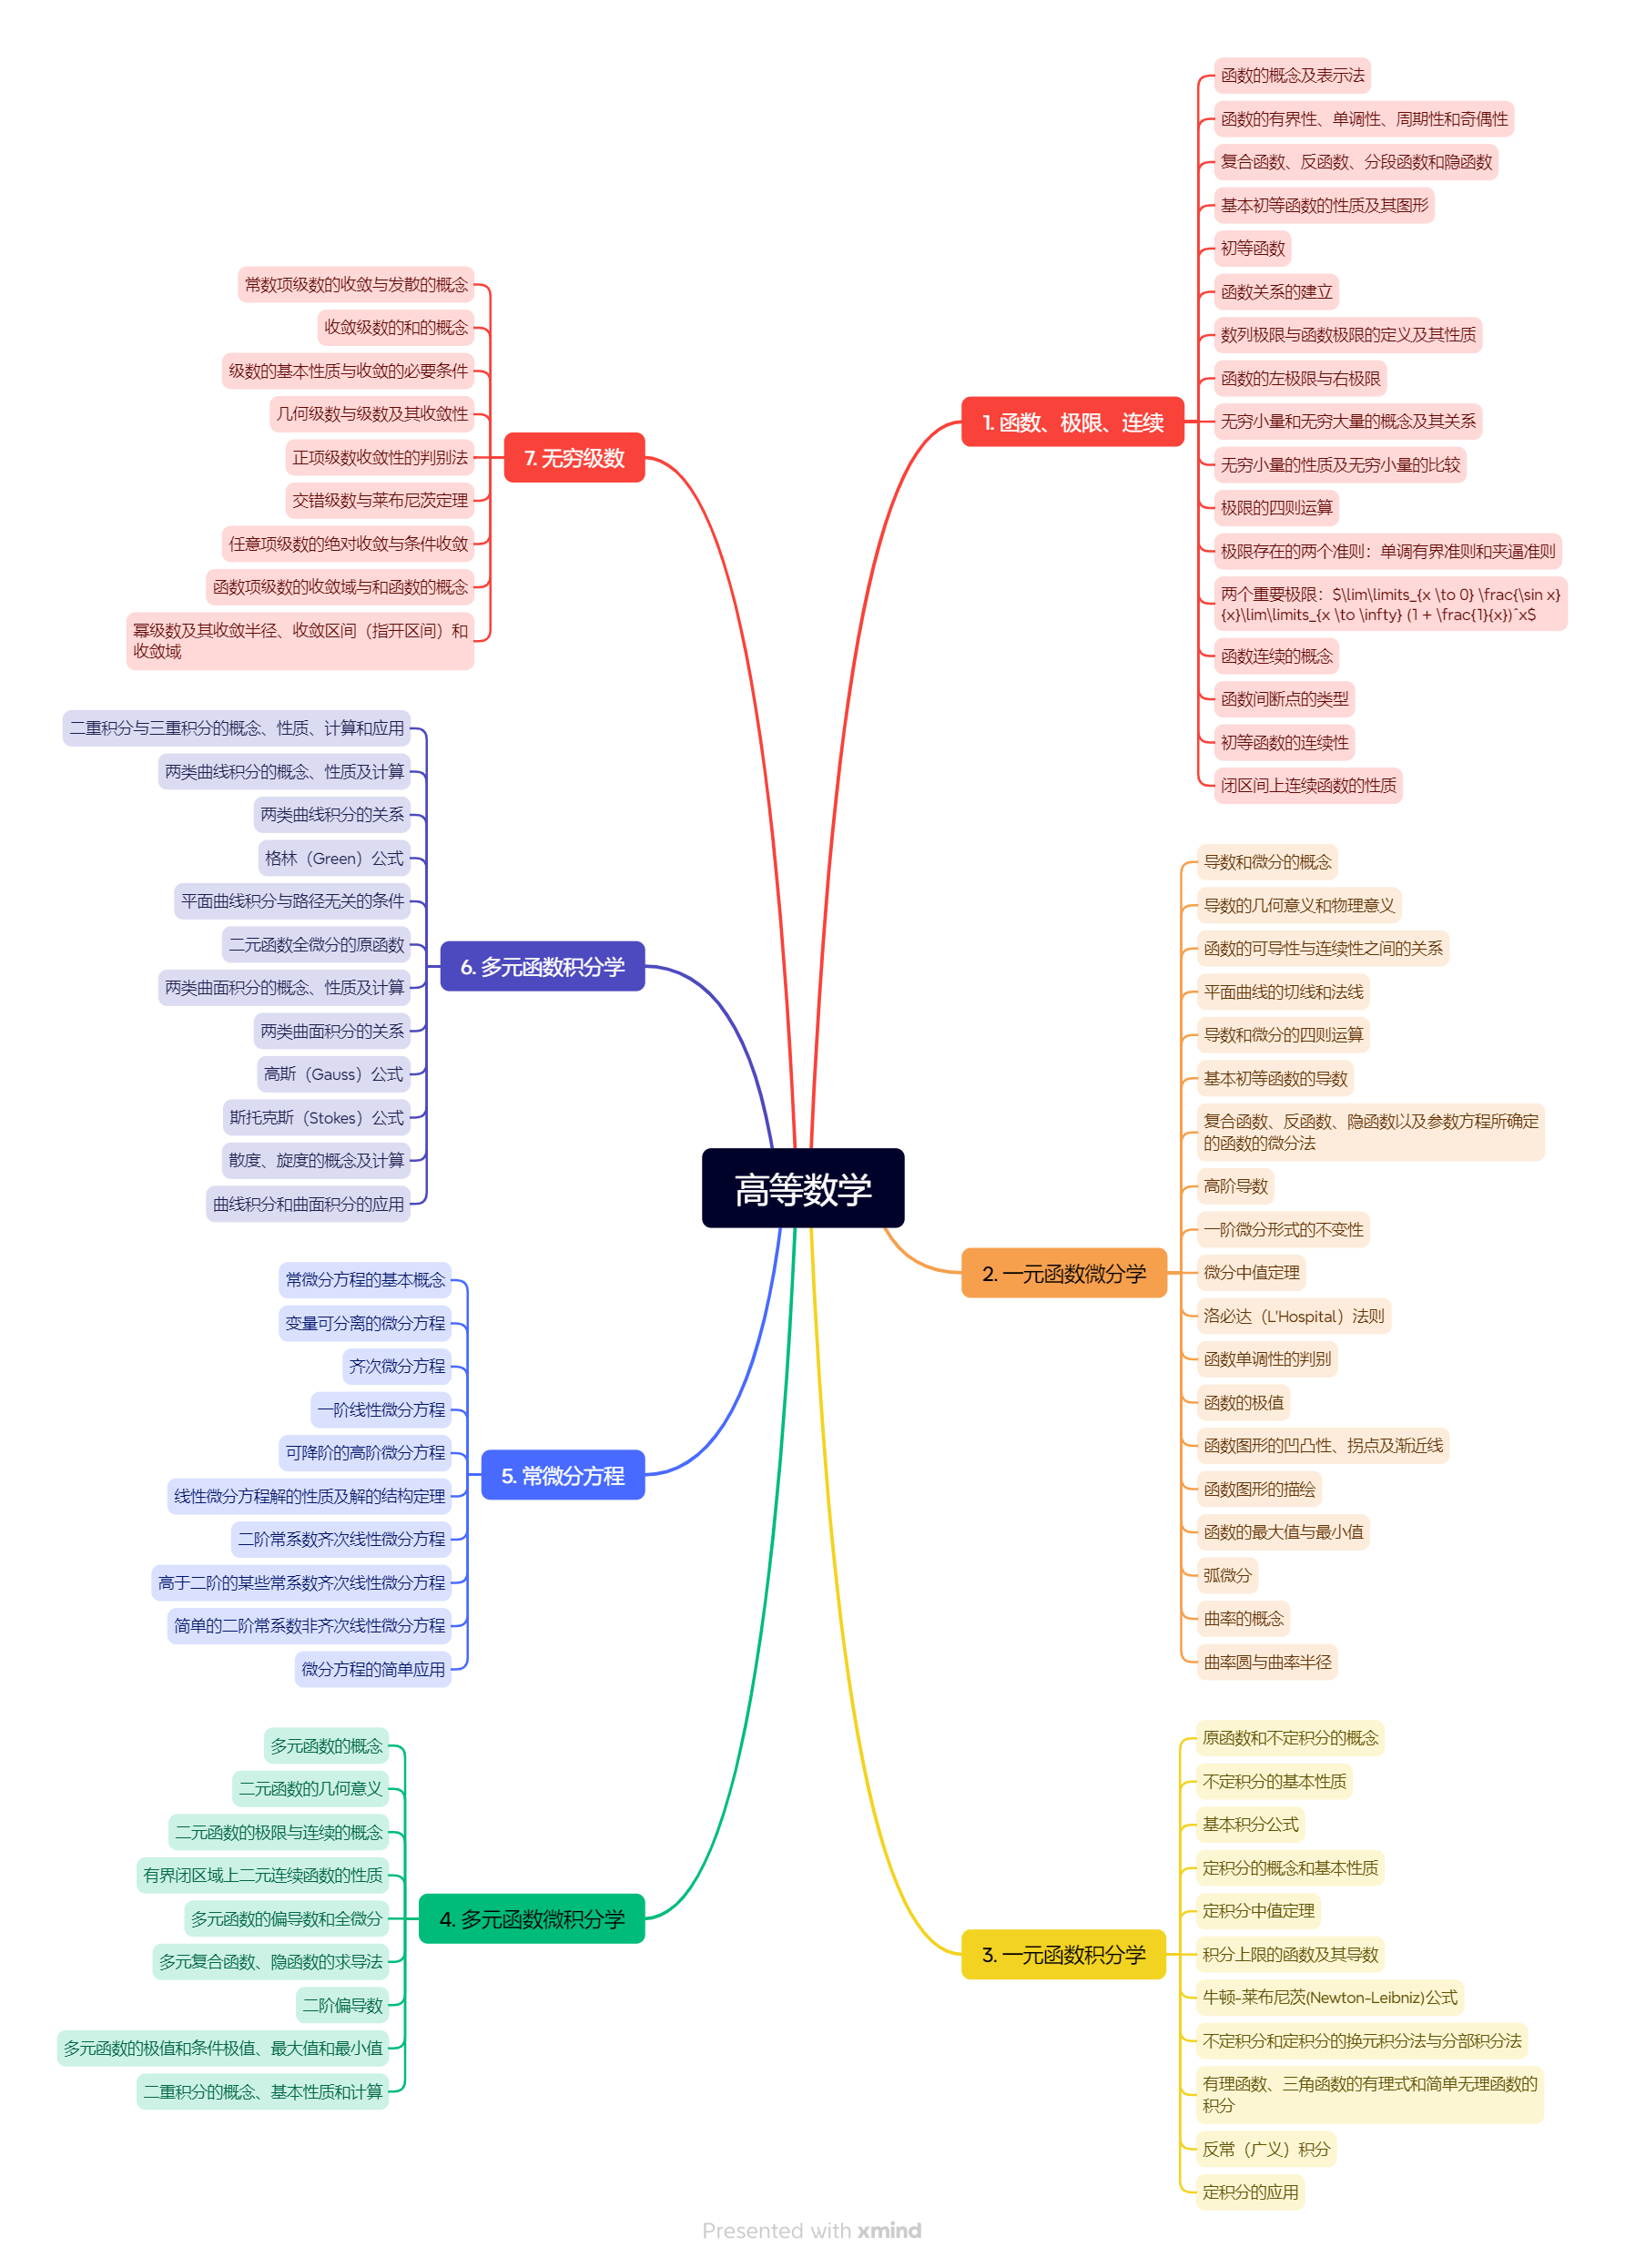 高等数学
1. 函数、极限、连续
函数的概念及表示法
函数的有界性、单调性、周期性和奇偶性
复合函数、反函数、分段函数和隐函数
基本初等函数的性质及其图形
初等函数
函数关系的建立
数列极限与函数极限的定义及其性质
函数的左极限与右极限
无穷小量和无穷大量的概念及其关系
无穷小量的性质及无穷小量的比较
极限的四则运算
极限存在的两个准则：单调有界准则和夹逼准则
两个重要极限：$\lim\limits_{x \to 0} \frac{\sin x}
{x}\lim\limits_{x \to \infty} (1 + \frac{1}{x})^x$
函数连续的概念
函数间断点的类型
初等函数的连续性
闭区间上连续函数的性质
2. 一元函数微分学
导数和微分的概念
导数的几何意义和物理意义
函数的可导性与连续性之间的关系
平面曲线的切线和法线
导数和微分的四则运算
基本初等函数的导数
复合函数、反函数、隐函数以及参数方程所确定
的函数的微分法
高阶导数
一阶微分形式的不变性
微分中值定理
洛必达（L'Hospital）法则
函数单调性的判别
函数的极值
函数图形的凹凸性、拐点及渐近线
函数图形的描绘
函数的最大值与最小值
弧微分
曲率的概念
曲率圆与曲率半径
3. 一元函数积分学
原函数和不定积分的概念
不定积分的基本性质
基本积分公式
定积分的概念和基本性质
定积分中值定理
积分上限的函数及其导数
牛顿-莱布尼茨(Newton-Leibniz)公式
不定积分和定积分的换元积分法与分部积分法
有理函数、三角函数的有理式和简单无理函数的
积分
反常（广义）积分
定积分的应用
4. 多元函数微积分学
多元函数的概念
二元函数的几何意义
二元函数的极限与连续的概念
有界闭区域上二元连续函数的性质
多元函数的偏导数和全微分
多元复合函数、隐函数的求导法
二阶偏导数
多元函数的极值和条件极值、最大值和最小值
二重积分的概念、基本性质和计算
5. 常微分方程
常微分方程的基本概念
变量可分离的微分方程
齐次微分方程
一阶线性微分方程
可降阶的高阶微分方程
线性微分方程解的性质及解的结构定理
二阶常系数齐次线性微分方程
高于二阶的某些常系数齐次线性微分方程
简单的二阶常系数非齐次线性微分方程
微分方程的简单应用
6. 多元函数积分学
二重积分与三重积分的概念、性质、计算和应用
两类曲线积分的概念、性质及计算
两类曲线积分的关系
格林（Green）公式
平面曲线积分与路径无关的条件
二元函数全微分的原函数
两类曲面积分的概念、性质及计算
两类曲面积分的关系
高斯（Gauss）公式
斯托克斯（Stokes）公式
散度、旋度的概念及计算
曲线积分和曲面积分的应用
7. 无穷级数
常数项级数的收敛与发散的概念
收敛级数的和的概念
级数的基本性质与收敛的必要条件
几何级数与级数及其收敛性
正项级数收敛性的判别法
交错级数与莱布尼茨定理
任意项级数的绝对收敛与条件收敛
函数项级数的收敛域与和函数的概念
幂级数及其收敛半径、收敛区间（指开区间）和
收敛域
Presented with xmind